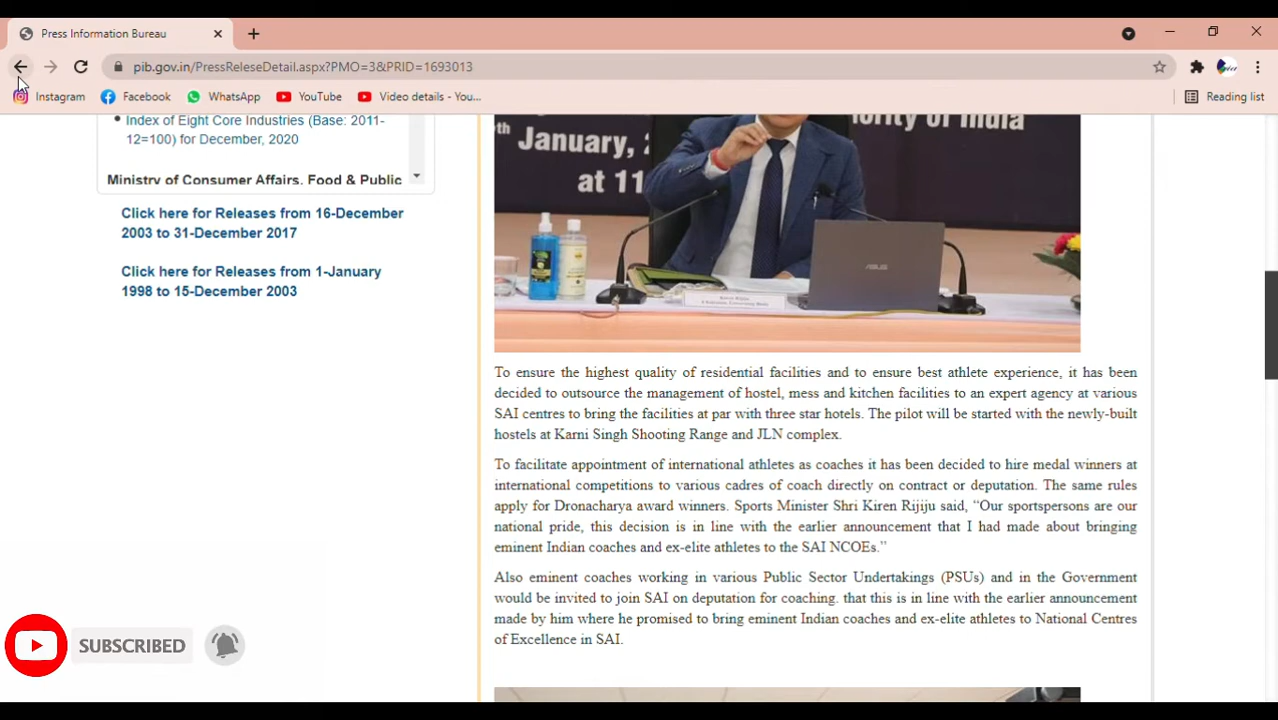 Press Information Bureau
pib.gov.in/PressReleseDetail.aspx?PMO=3&PRID=1693013
Instagram
Facebook
WhatsApp
YouTube
Video details - You...
Reading list
Index of Eight Core Industries (Base: 2011-
12=100) for December, 2020
Ministry of Consumer Affairs, Food & Public
Click here for Releases from 16-December
2003 to 31-December 2017
Click here for Releases from 1-January
1998 to 15-December 2003
ority of India
th January,
at 11
ASUS
To ensure the highest quality of residential facilities and to ensure best athlete experience, it has been
decided to outsource the management of hostel, mess and kitchen facilities to an expert agency at various
SAI centres to bring the facilities at par with three star hotels. The pilot will be started with the newly-built
hostels at Karni Singh Shooting Range and JLN complex.
To facilitate appointment of international athletes as coaches it has been decided to hire medal winners at
international competitions to various cadres of coach directly on contract or deputation. The same rules
apply for Dronacharya award winners. Sports Minister Shri Kiren Rijiju said, “Our sportspersons are our
national pride, this decision is in line with the earlier announcement that I had made about bringing
eminent Indian coaches and ex-elite athletes to the SAI NCOEs.”
Also eminent coaches working in various Public Sector Undertakings (PSUs) and in the Government
would be invited to join SAI on deputation for coaching. that this is in line with the earlier announcement
made by him where he promised to bring eminent Indian coaches and ex-elite athletes to National Centres
of Excellence in SAI.
SUBSCRIBED